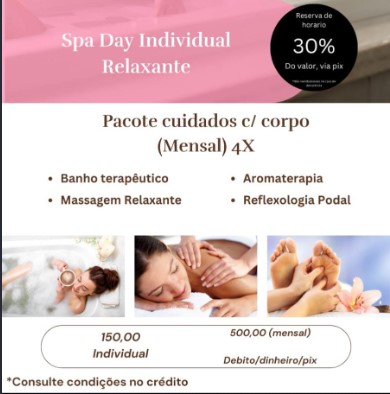 Spa Day Individual
Relaxante
Reserva de
horario
30%
Do valor, via pix
Pacote cuidados c/ corpo
(Mensal) 4X
• Banho terapêutico
• Massagem Relaxante
• Aromaterapia
• Reflexologia Podal
150,00
Individual
500,00 (mensal)
Debito/dinheiro/pix
*Consulte condições no crédito